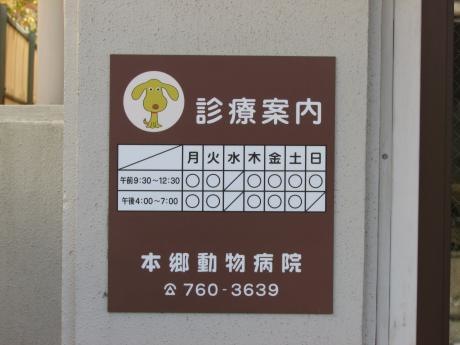 診療案内
月 火 水 木 金 土 日
午前9:30～12:30 ○ ○ ／ ○ ○ ○ ○
午後4:00～7:00 ○ ○ ／ ○ ○ ○ ／
本郷動物病院
☎ 760-3639